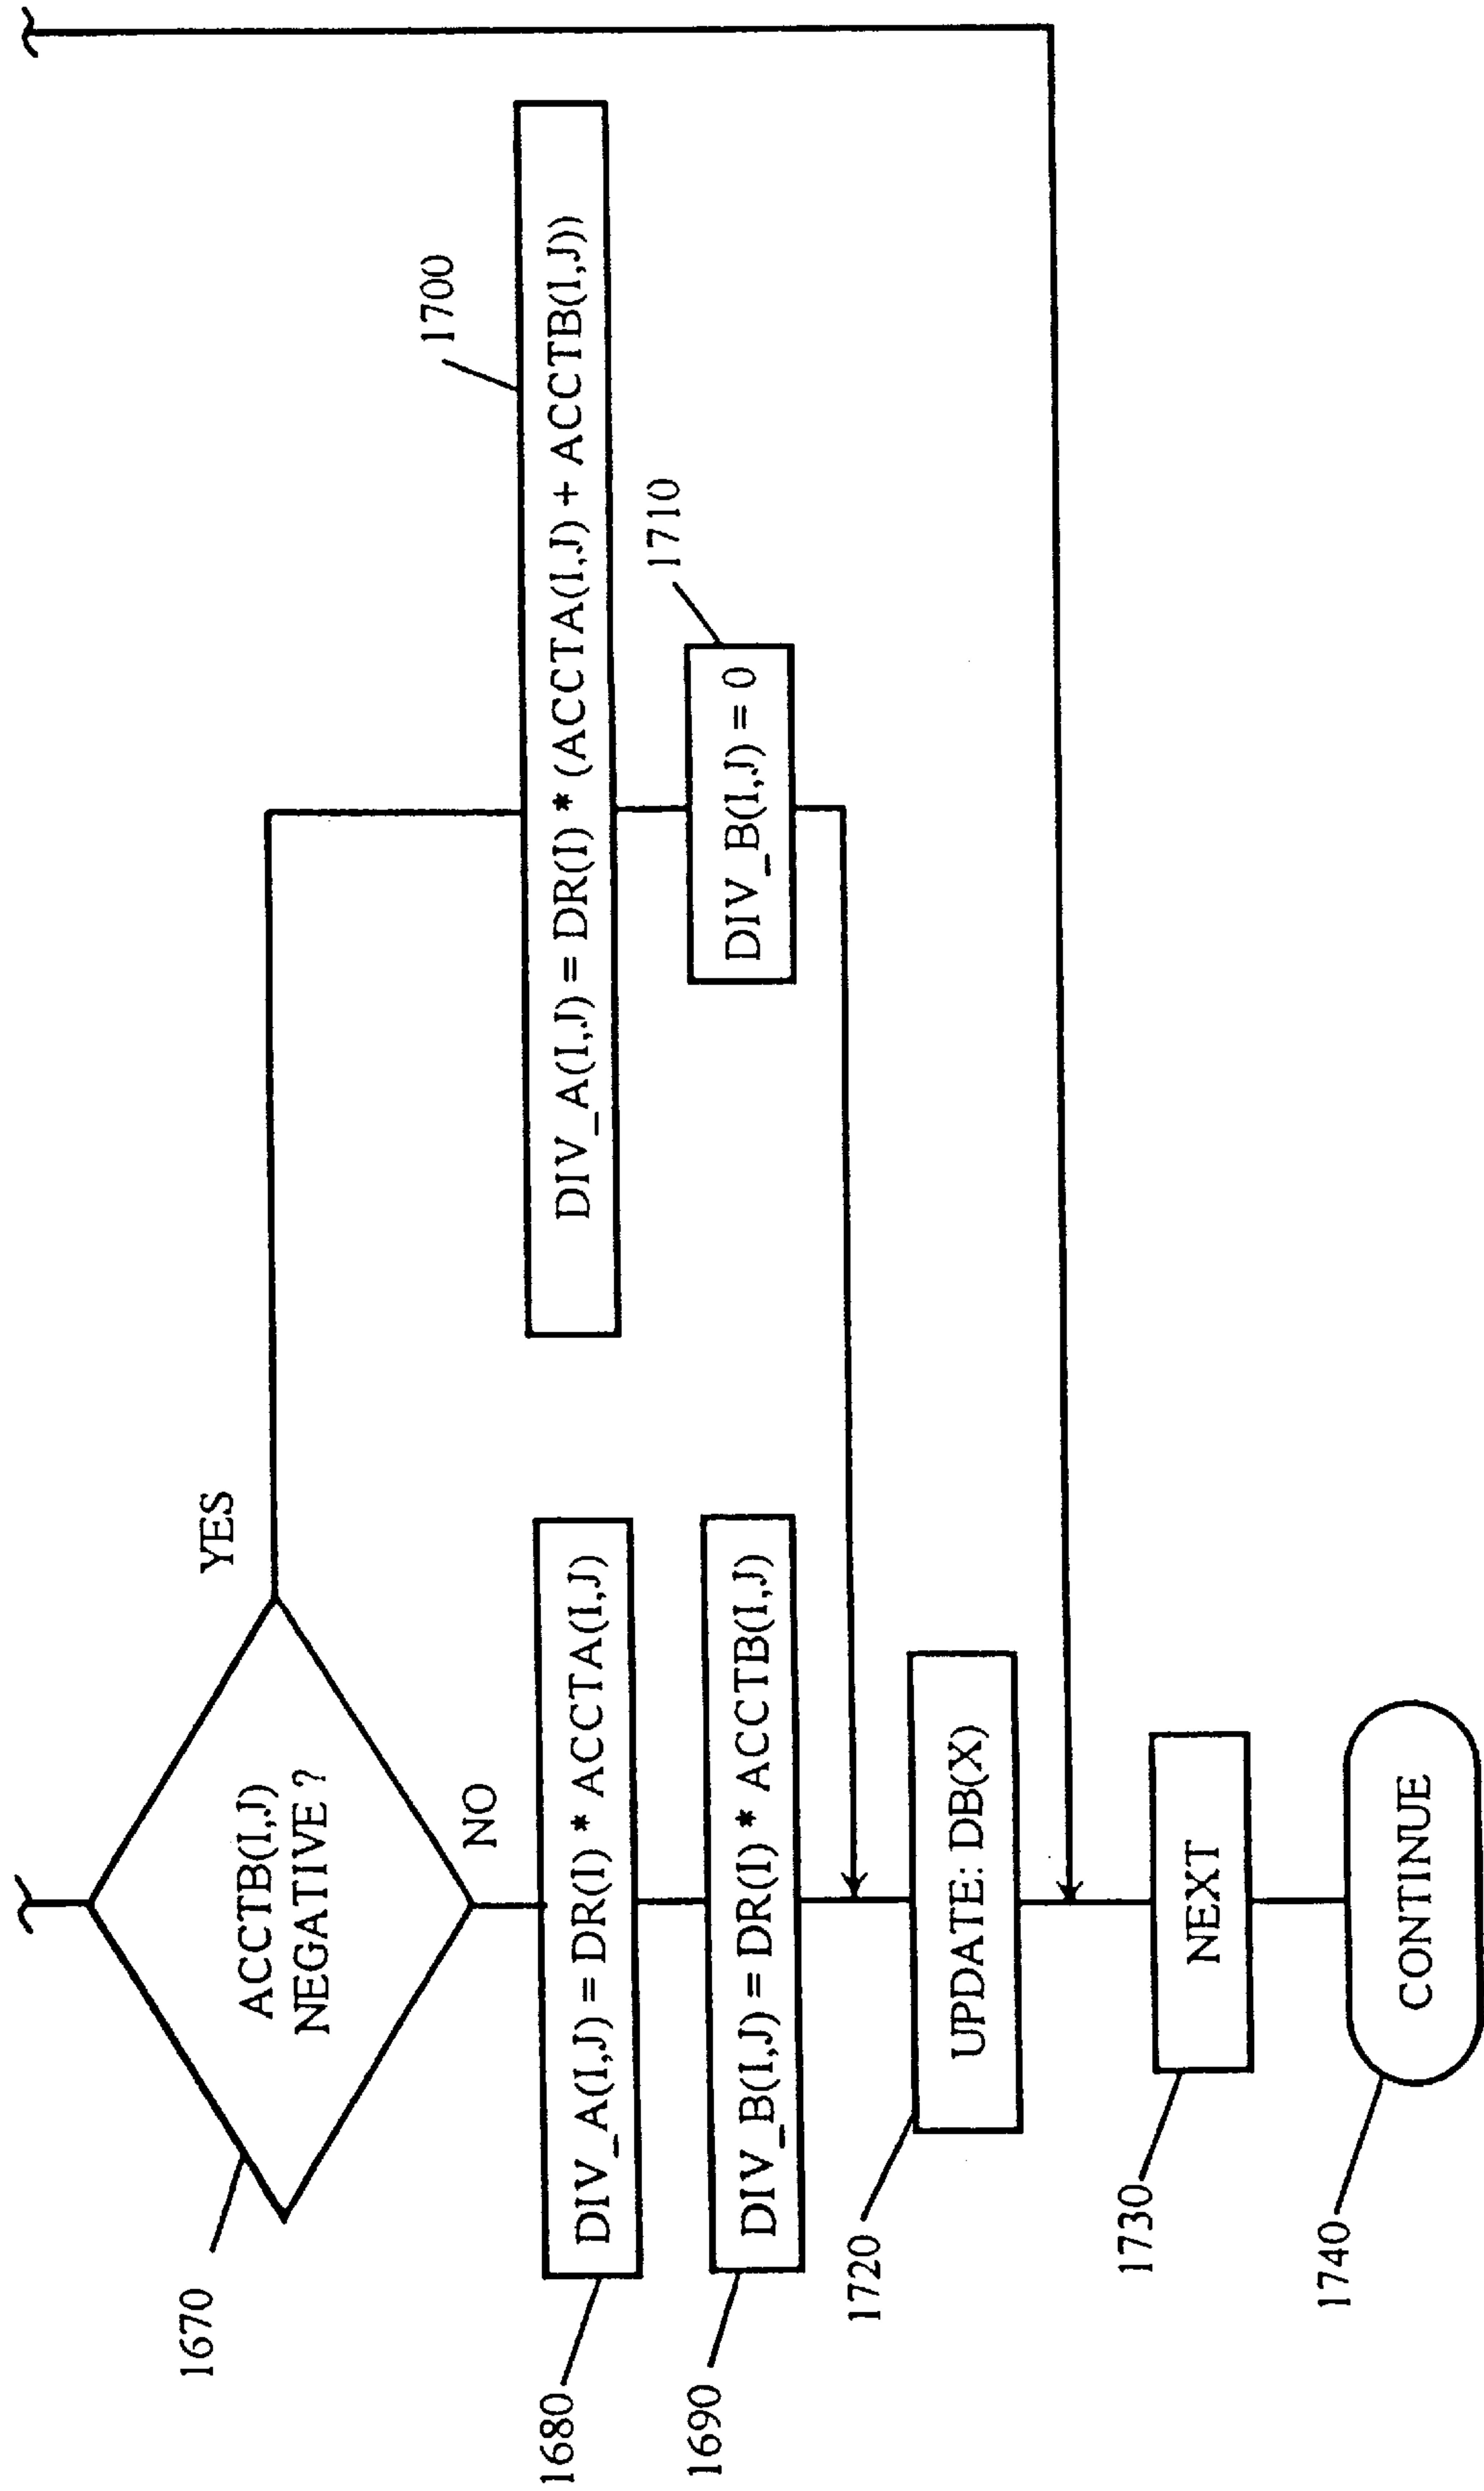 1670
ACCTB(I,J)
NEGATIVE ?
YES
NO
1680
DIV_A(I,J) = DR(I) * ACCTA(I,J)
1690
DIV_B(I,J) = DR(I) * ACCTB(I,J)
1700
DIV_A(I,J) = DR(I) * (ACCTA(I,J) + ACCTB(I,J))
1710
DIV_B(I,J) = 0
1720
UPDATE: DB(X)
1730
NEXT
1740
CONTINUE